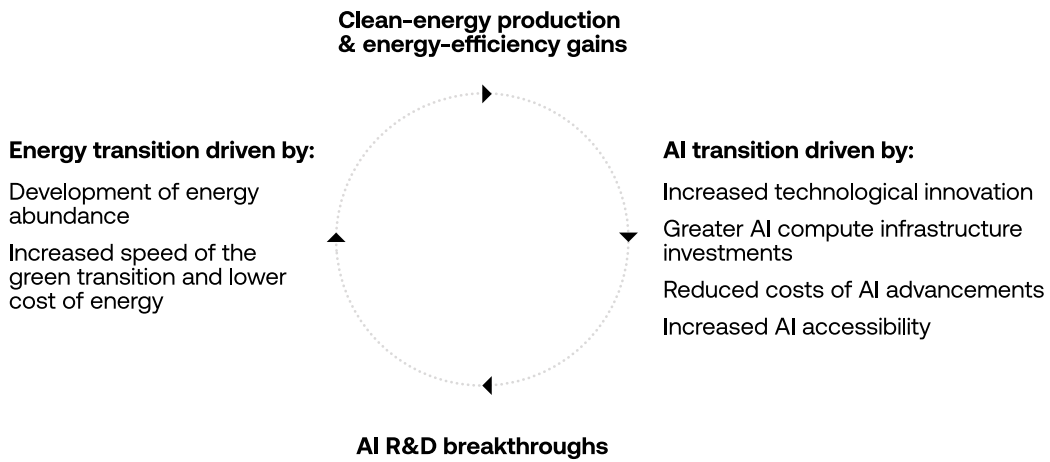 Clean-energy production
& energy-efficiency gains
Energy transition driven by:
Development of energy
abundance
Increased speed of the
green transition and lower
cost of energy
AI transition driven by:
Increased technological innovation
Greater AI compute infrastructure
investments
Reduced costs of AI advancements
Increased AI accessibility
AI R&D breakthroughs